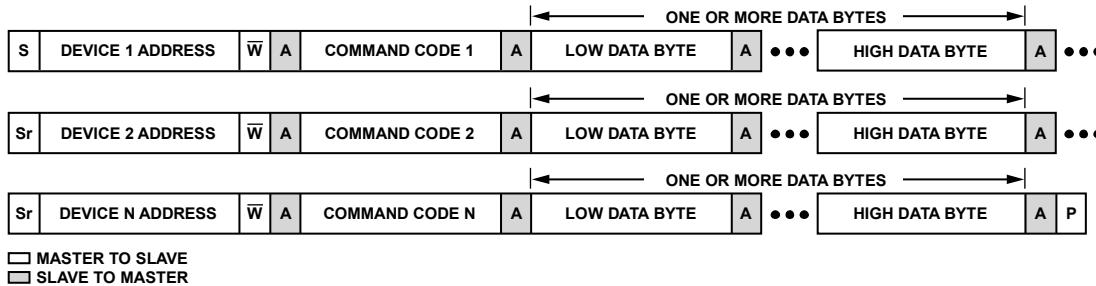 ONE OR MORE DATA BYTES
S DEVICE 1 ADDRESS W̅ A COMMAND CODE 1 A LOW DATA BYTE A ••• HIGH DATA BYTE A •••
ONE OR MORE DATA BYTES
Sr DEVICE 2 ADDRESS W̅ A COMMAND CODE 2 A LOW DATA BYTE A ••• HIGH DATA BYTE A •••
ONE OR MORE DATA BYTES
Sr DEVICE N ADDRESS W̅ A COMMAND CODE N A LOW DATA BYTE A ••• HIGH DATA BYTE A P
MASTER TO SLAVE
SLAVE TO MASTER